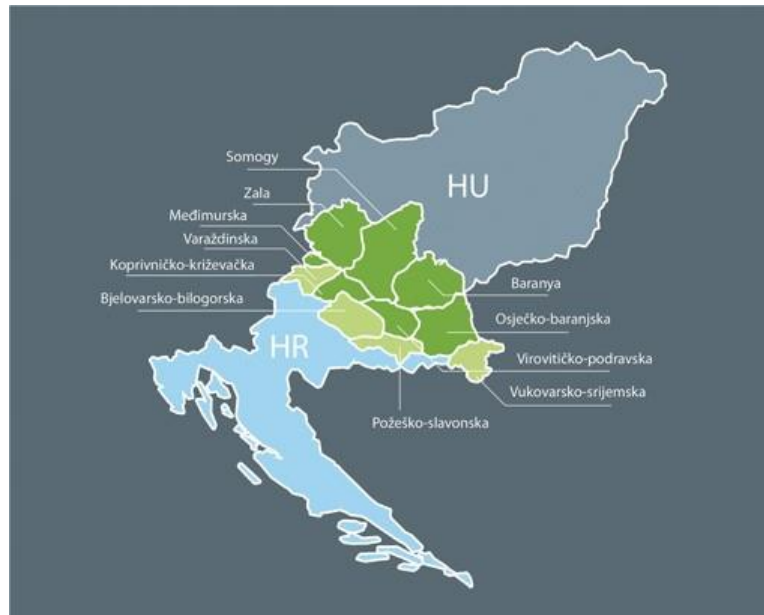 Somogy
HU
Zala
Međimurska
Varaždinska
Koprivničko-križevačka
Bjelovarsko-bilogorska
Baranya
Osječko-baranjska
HR
Virovitičko-podravska
Vukovarsko-srijemska
Požeško-slavonska